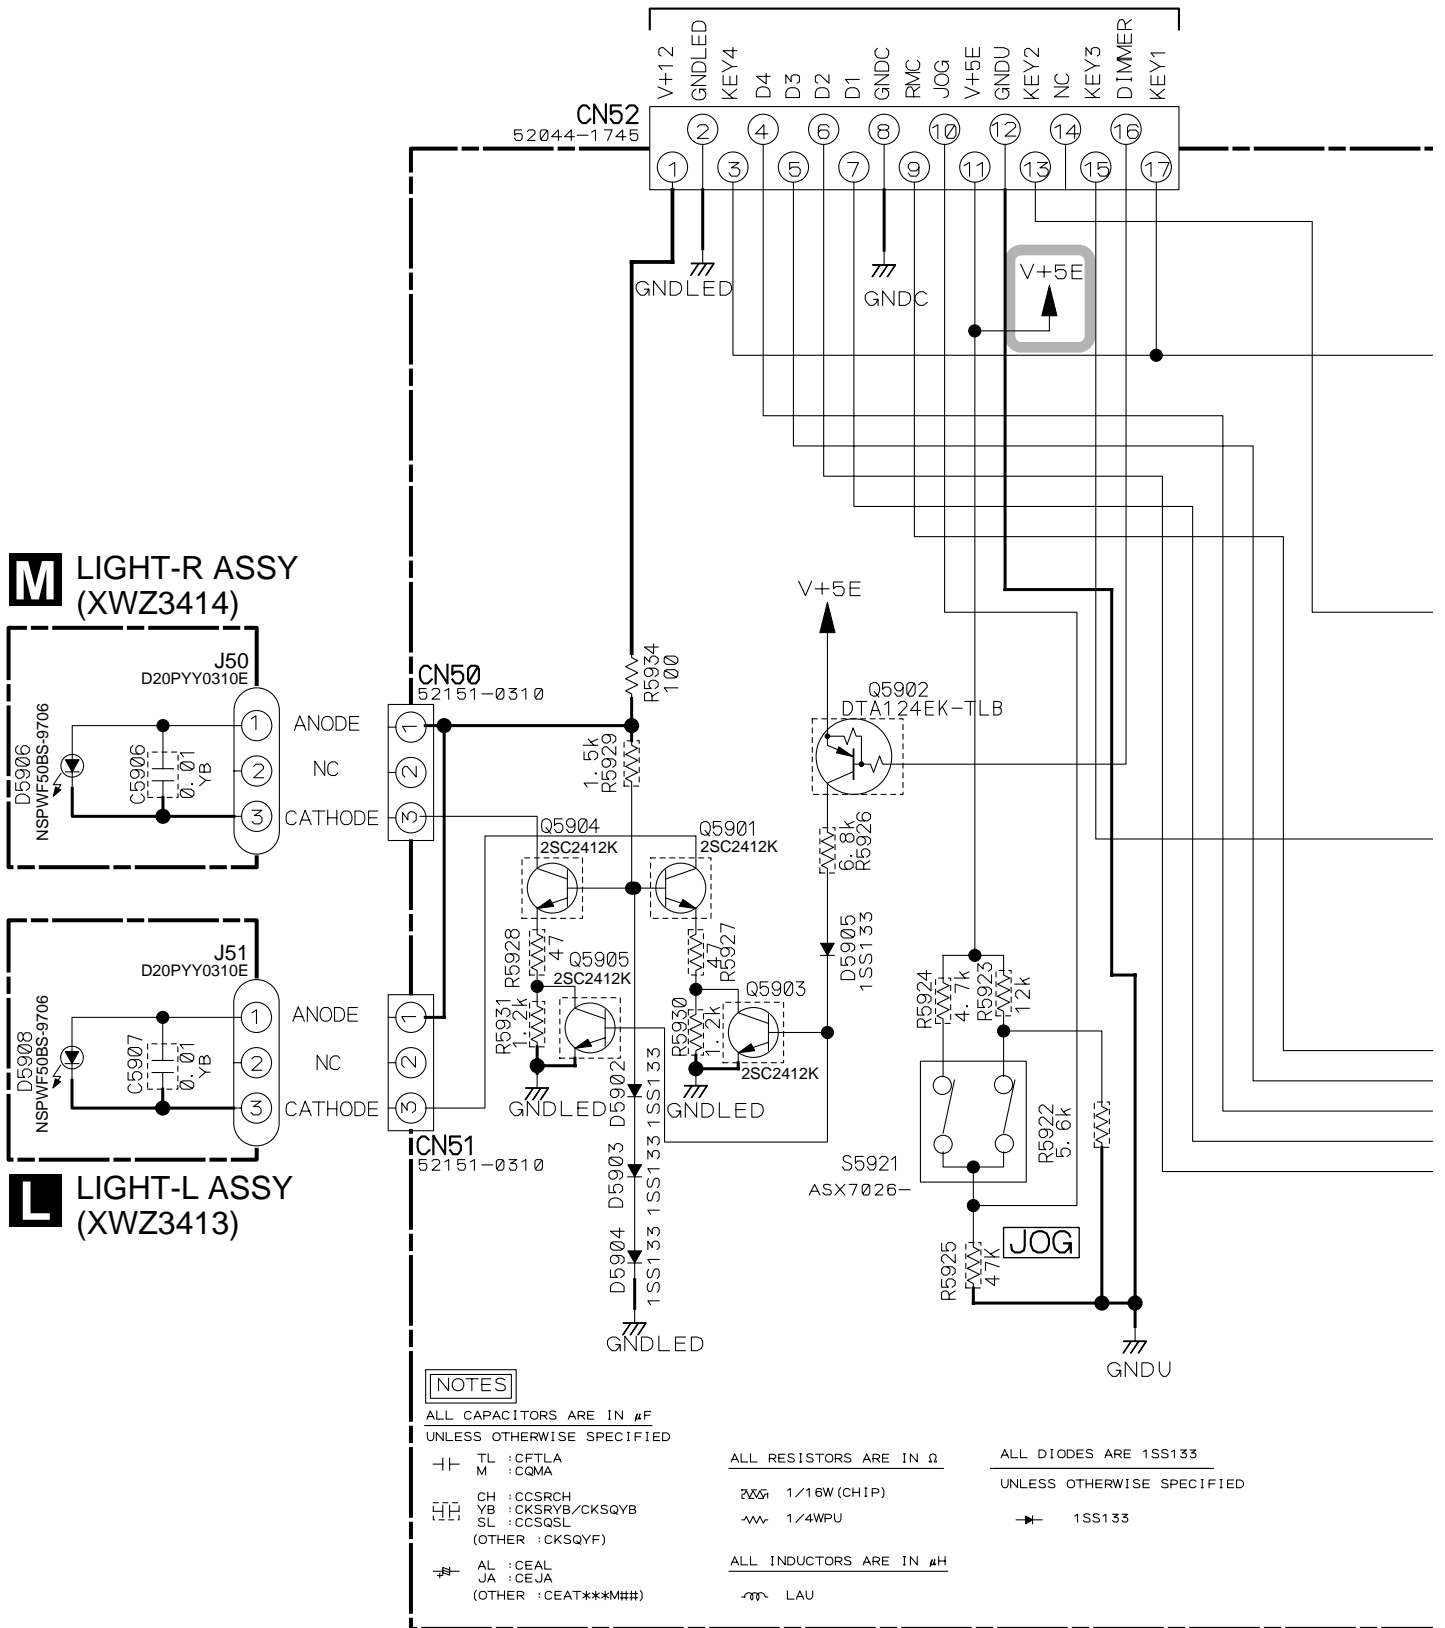 V+12
GNDLED
KEY4
D4
D3
D2
D1
GNDC
RMC
JOG
V+5E
GNDU
KEY2
NC
KEY3
DIMMER
KEY1
CN52
52044-1745
2
4
6
8
10
12
14
16
1
3
5
7
9
11
13
15
17
GNDLED
GNDC
V+5E
M
LIGHT-R ASSY
(XWZ3414)
J50
D20PYY0310E
D5906
NSPWF50BS-9706
C5906
0.01
YB
1
2
3
ANODE
NC
CATHODE
CN50
52151-0310
1
2
3
R5934
100
1.5k
R5929
V+5E
Q5902
DTA124EK-TLB
6.8k
R5926
Q5904
2SC2412K
Q5901
2SC2412K
R5928
47
47
R5927
Q5905
2SC2412K
Q5903
2SC2412K
R5931
1.2k
R5930
1.2k
D5905
1SS133
GNDLED
GNDLED
D5902
1SS133
D5903
1SS133
D5904
1SS133
GNDLED
J51
D20PYY0310E
D5908
NSPWF50BS-9706
C5907
0.01
YB
1
2
3
ANODE
NC
CATHODE
1
2
3
CN51
52151-0310
L
LIGHT-L ASSY
(XWZ3413)
R5924
4.7k
R5923
12k
R5922
5.6k
S5921
ASX7026-
R5925
47K
JOG
GNDU
NOTES
ALL CAPACITORS ARE IN µF
UNLESS OTHERWISE SPECIFIED
TL :CFTLA
M :CQMA
CH :CCSRCH
YB :CKSRYB/CKSQYB
SL :CCSQSL
(OTHER :CKSQYF)
AL :CEAL
JA :CEJA
(OTHER :CEAT***M##)
ALL RESISTORS ARE IN Ω
1/16W(CHIP)
1/4WPU
ALL INDUCTORS ARE IN µH
LAU
ALL DIODES ARE 1SS133
UNLESS OTHERWISE SPECIFIED
1SS133